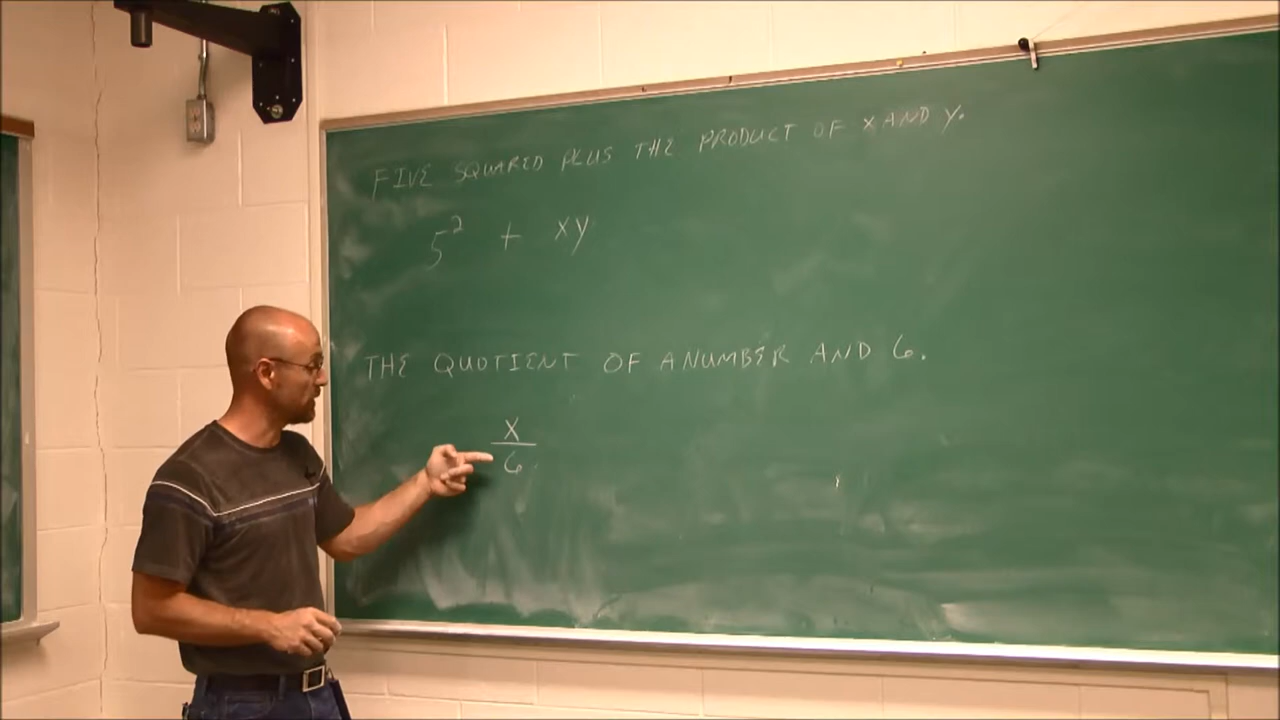 FIVE SQUARED PLUS THE PRODUCT OF X AND Y.
5² + xy
THE QUOTIENT OF A NUMBER AND 6.
x
6